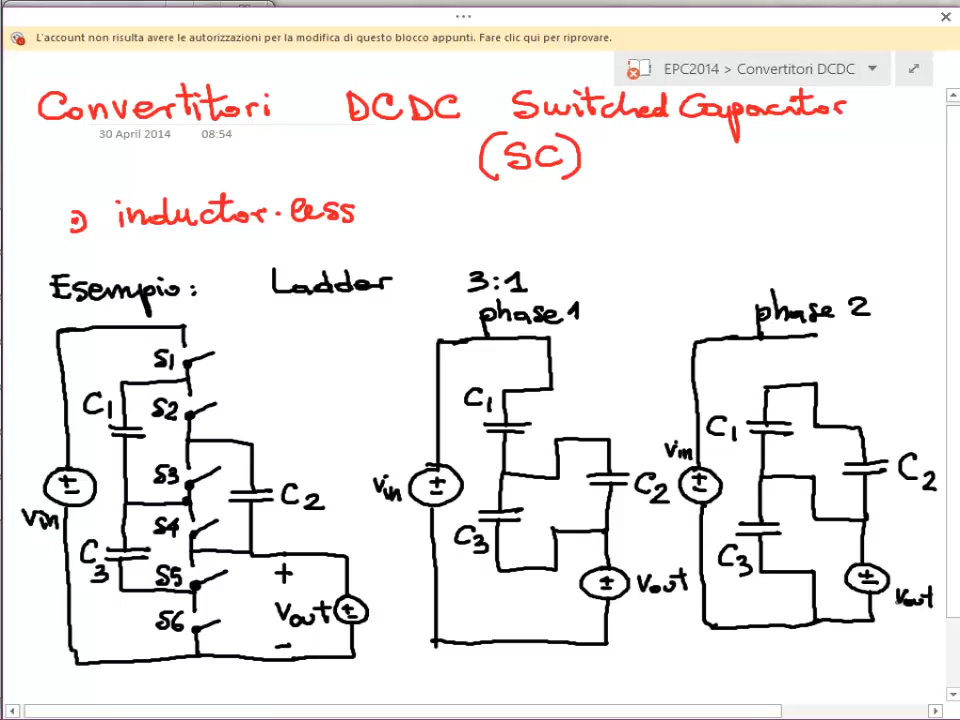 L'account non risulta avere le autorizzazioni per la modifica di questo blocco appunti. Fare clic qui per riprovare.
EPC2014 > Convertitori DCDC
Convertitori DCDC Switched Capacitor
30 April 2014 08:54
(SC)
inductor-less
Esempio: Ladder 3:1
phase 1
phase 2
S1
C1
S2
S3
C2
Vin
S4
C3
S5
+
Vout
S6
-
C1
Vin
C2
C3
Vout
C1
Vin
C2
C3
Vout